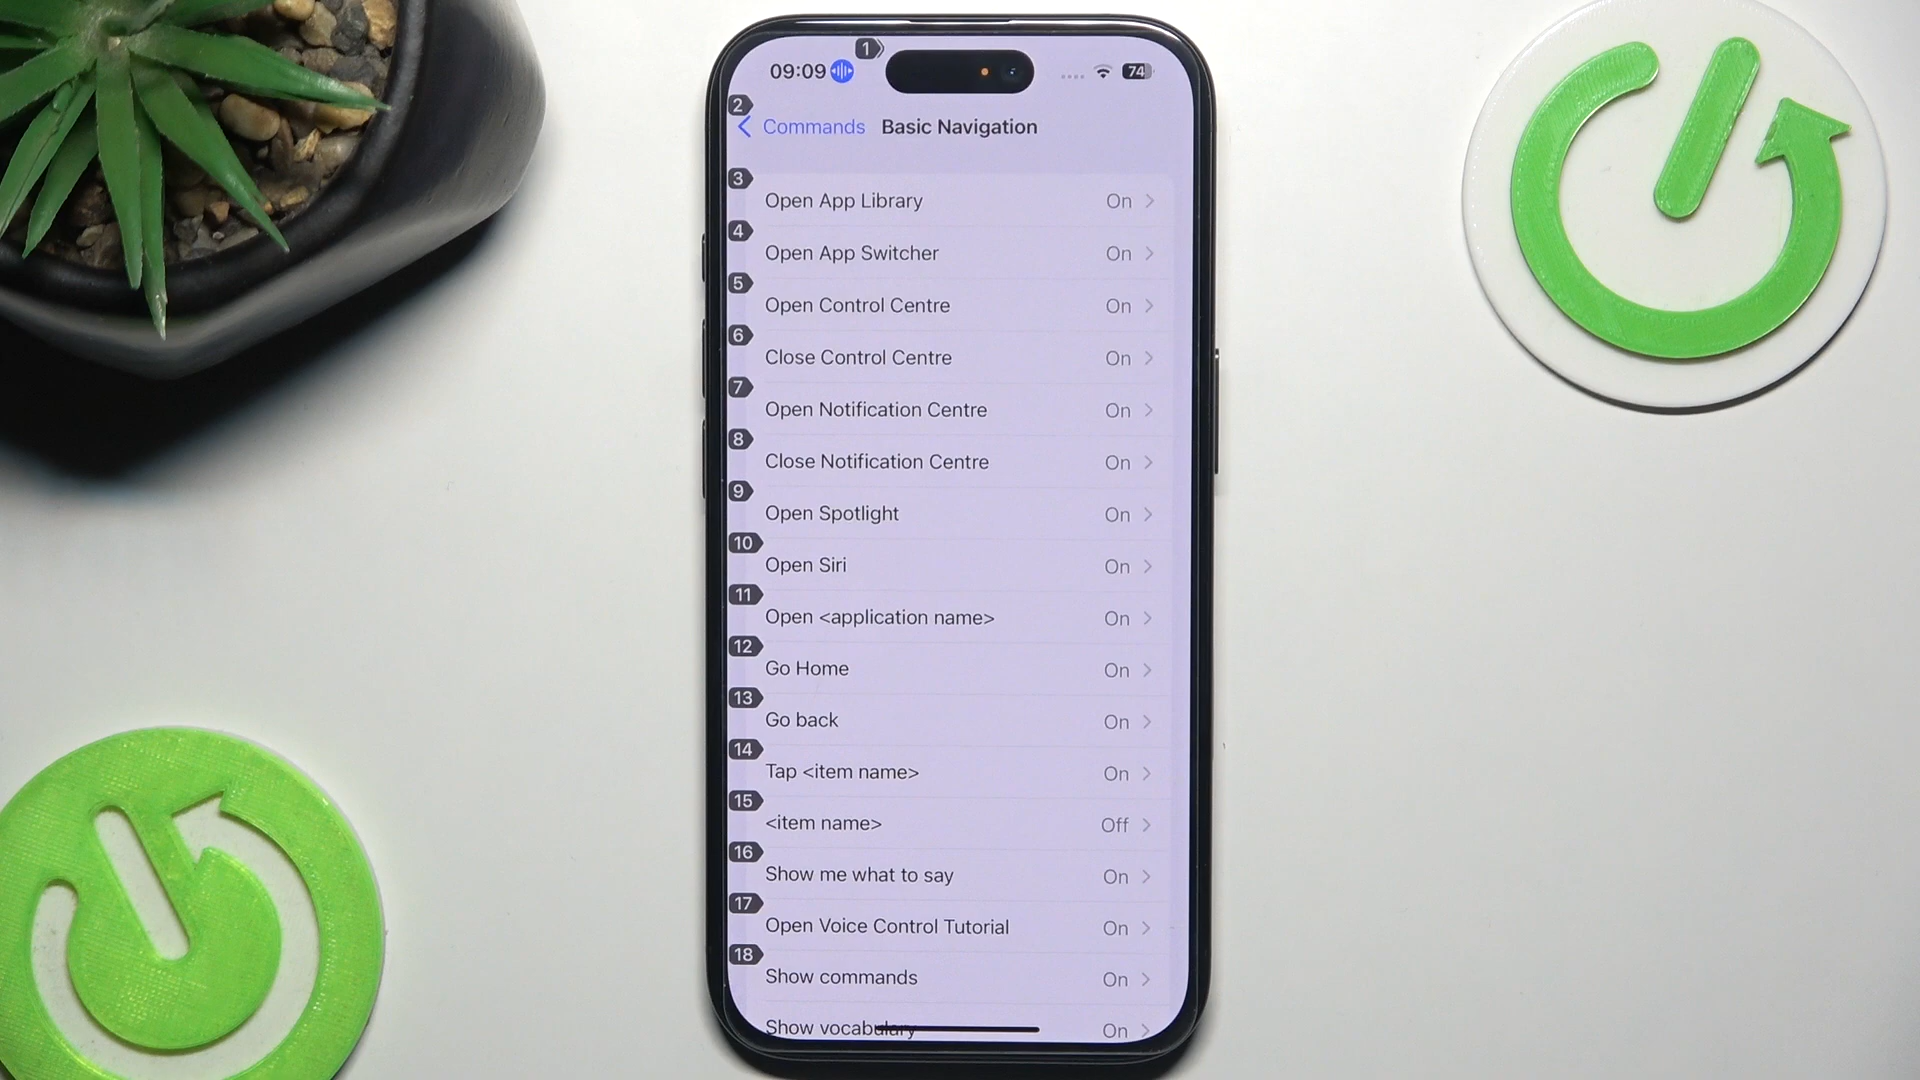 1
09:09 74
2
Commands Basic Navigation
3
Open App Library On
4
Open App Switcher On
5
Open Control Centre On
6
Close Control Centre On
7
Open Notification Centre On
8
Close Notification Centre On
9
Open Spotlight On
10
Open Siri On
11
Open <application name> On
12
Go Home On
13
Go back On
14
Tap <item name> On
15
<item name> Off
16
Show me what to say On
17
Open Voice Control Tutorial On
18
Show commands On
Show vocabulary On